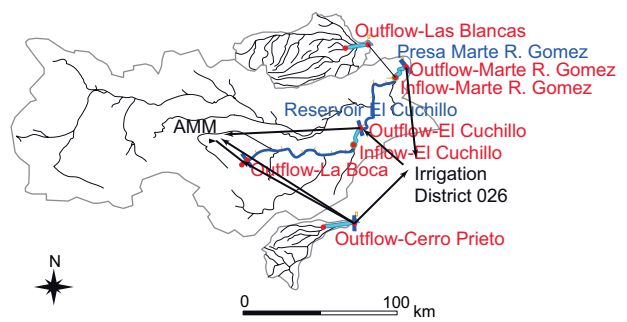 Outflow-Las Blancas
Presa Marte R. Gomez
Outflow-Marte R. Gomez
Inflow-Marte R. Gomez
Reservoir El Cuchillo
AMM
Outflow-El Cuchillo
Inflow-El Cuchillo
Outflow-La Boca
Irrigation
District 026
Outflow-Cerro Prieto
N
0
100
km